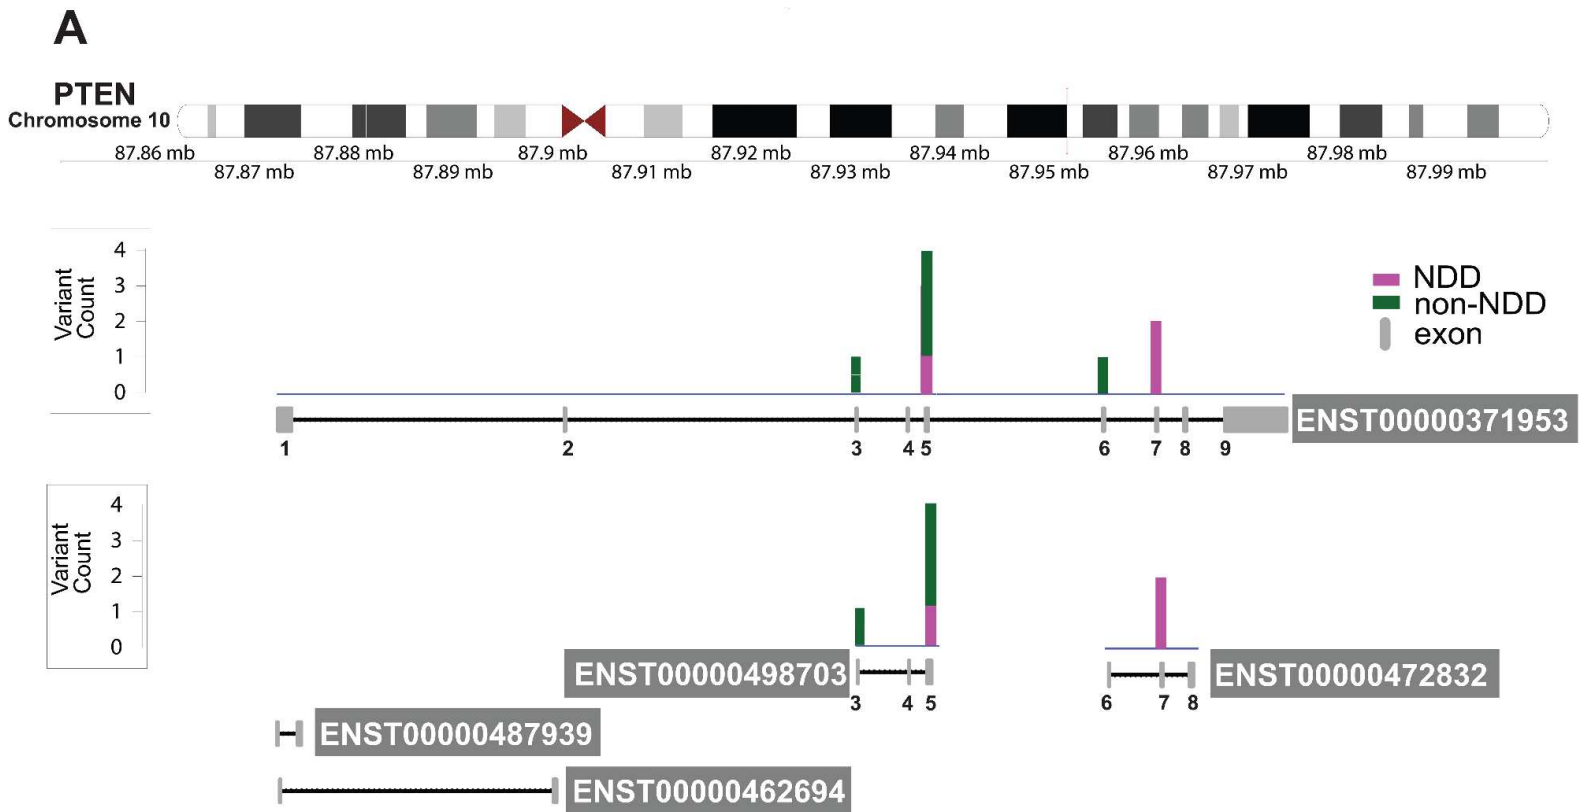 A
PTEN
Chromosome 10
87.86 mb 87.88 mb 87.9 mb 87.92 mb 87.94 mb 87.96 mb 87.98 mb
87.87 mb 87.89 mb 87.91 mb 87.93 mb 87.95 mb 87.97 mb 87.99 mb
Variant
Count
4
3
2
1
0
NDD
non-NDD
exon
ENST00000371953
1 2 3 4 5 6 7 8 9
Variant
Count
4
3
2
1
0
ENST00000498703
3 4 5
ENST00000472832
6 7 8
ENST00000487939
ENST00000462694